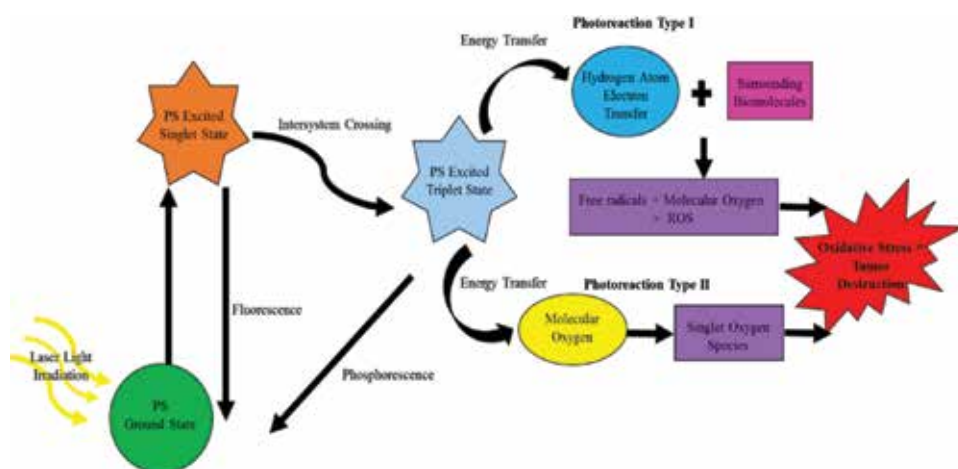 Photoreaction Type I
Energy Transfer
Hydrogen Atom
Electron
Transfer
Surrounding
Biomolecules
PS Excited
Singlet State
Intersystem Crossing
PS Excited
Triplet State
Free radicals + Molecular Oxygen
= ROS
Oxidative Stress =
Tumor
Destruction
Energy Transfer
Photoreaction Type II
Molecular
Oxygen
Singlet Oxygen
Species
Fluorescence
Phosphorescence
Laser Light
Irradiation
PS
Ground State